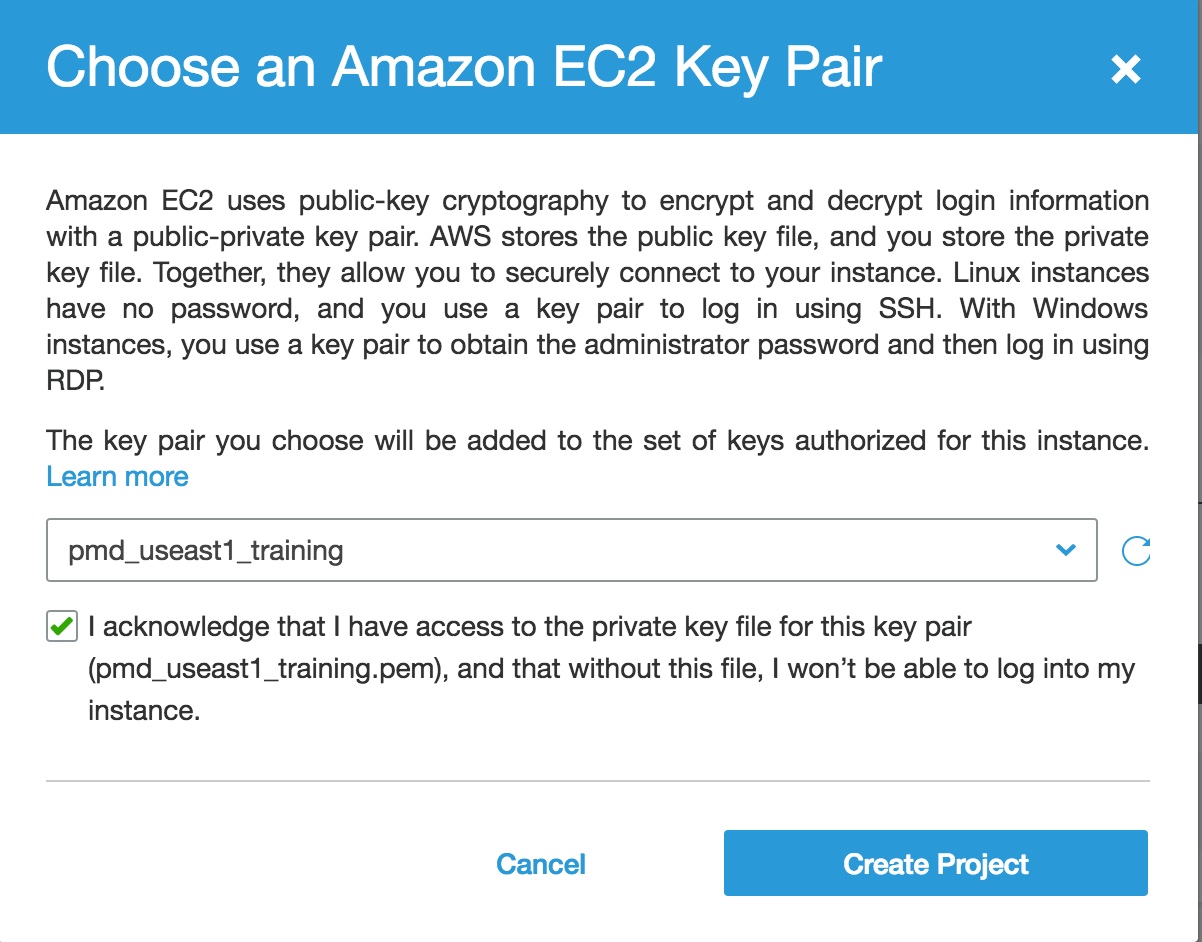 Choose an Amazon EC2 Key Pair
Amazon EC2 uses public-key cryptography to encrypt and decrypt login information
with a public-private key pair. AWS stores the public key file, and you store the private
key file. Together, they allow you to securely connect to your instance. Linux instances
have no password, and you use a key pair to log in using SSH. With Windows
instances, you use a key pair to obtain the administrator password and then log in using
RDP.
The key pair you choose will be added to the set of keys authorized for this instance.
Learn more
pmd_useast1_training
I acknowledge that I have access to the private key file for this key pair
(pmd_useast1_training.pem), and that without this file, I won’t be able to log into my
instance.
Cancel
Create Project